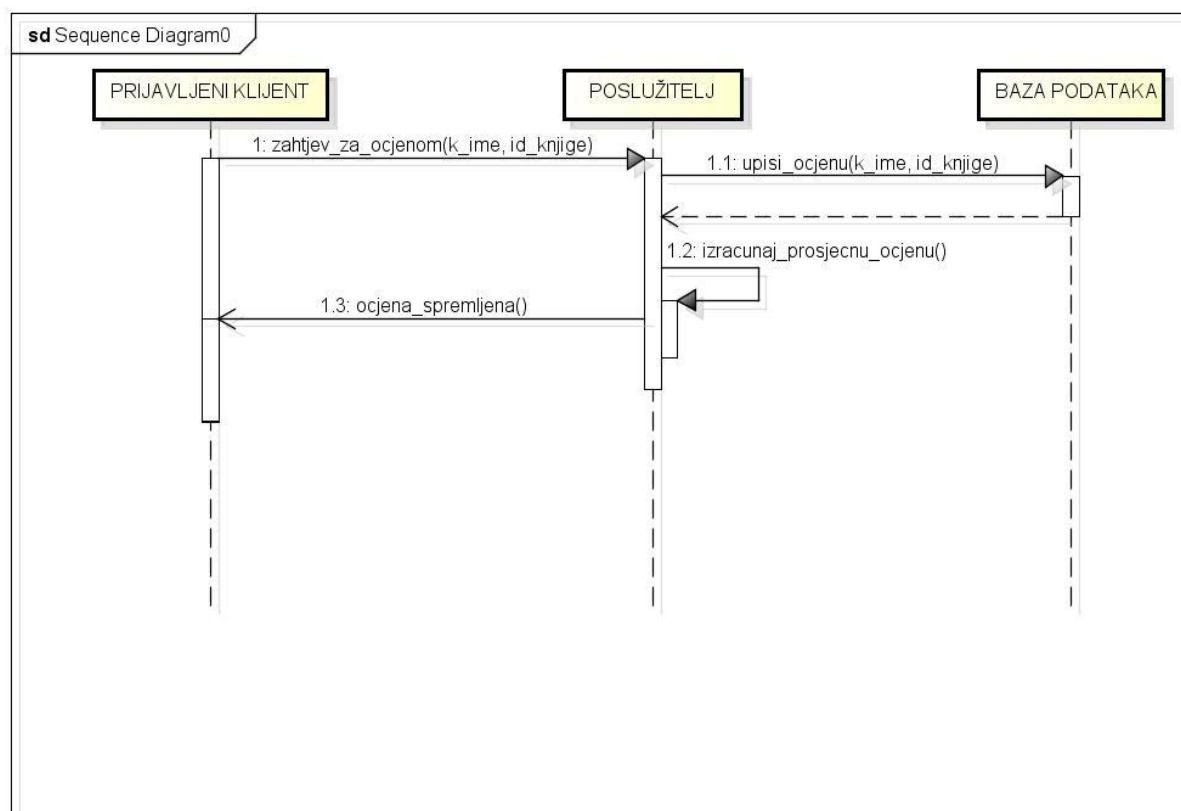 sd Sequence Diagram0
PRIJAVLJENI KLIJENT
POSLUŽITELJ
BAZA PODATAKA
1: zahtjev_za_ocjenom(k_ime, id_knjige)
1.1: upisi_ocjenu(k_ime, id_knjige)
1.2: izracunaj_prosjecnu_ocjenu()
1.3: ocjena_spremljena()